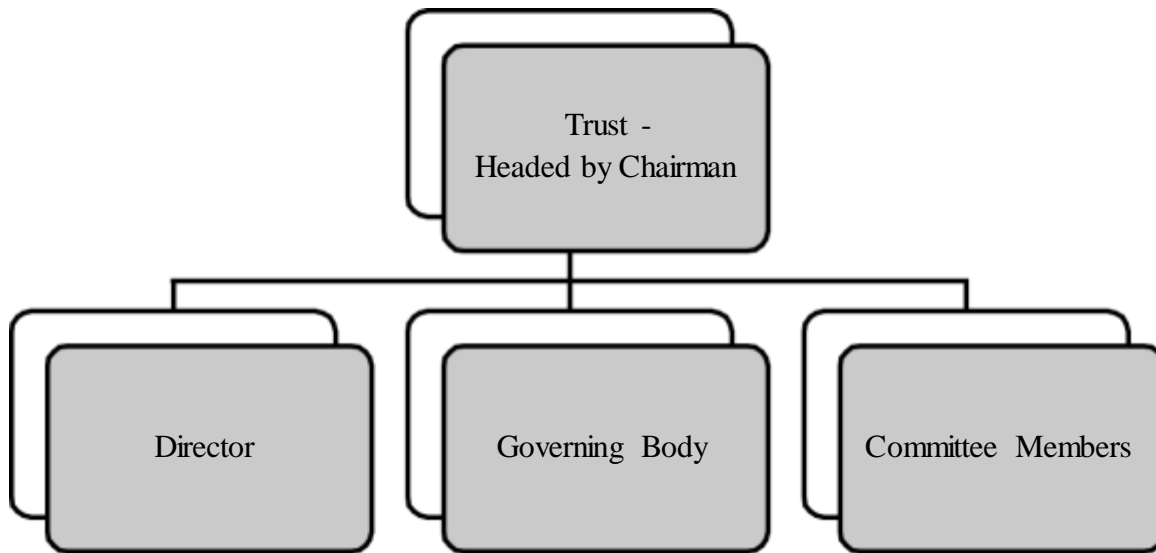 Trust -
Headed by Chairman
Director
Governing Body
Committee Members